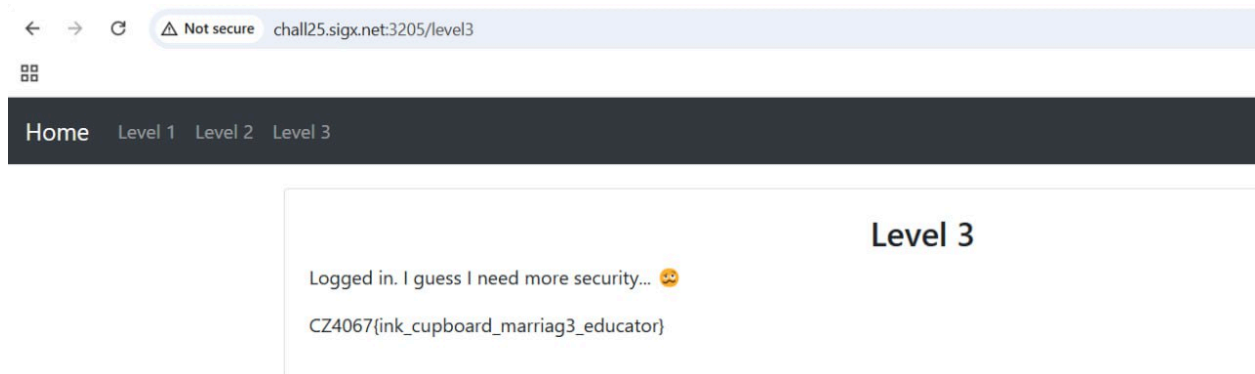 Not secure chall25.sigx.net:3205/level3
Home Level 1 Level 2 Level 3
Level 3
Logged in. I guess I need more security... 🥴
CZ4067{ink_cupboard_marriag3_educator}